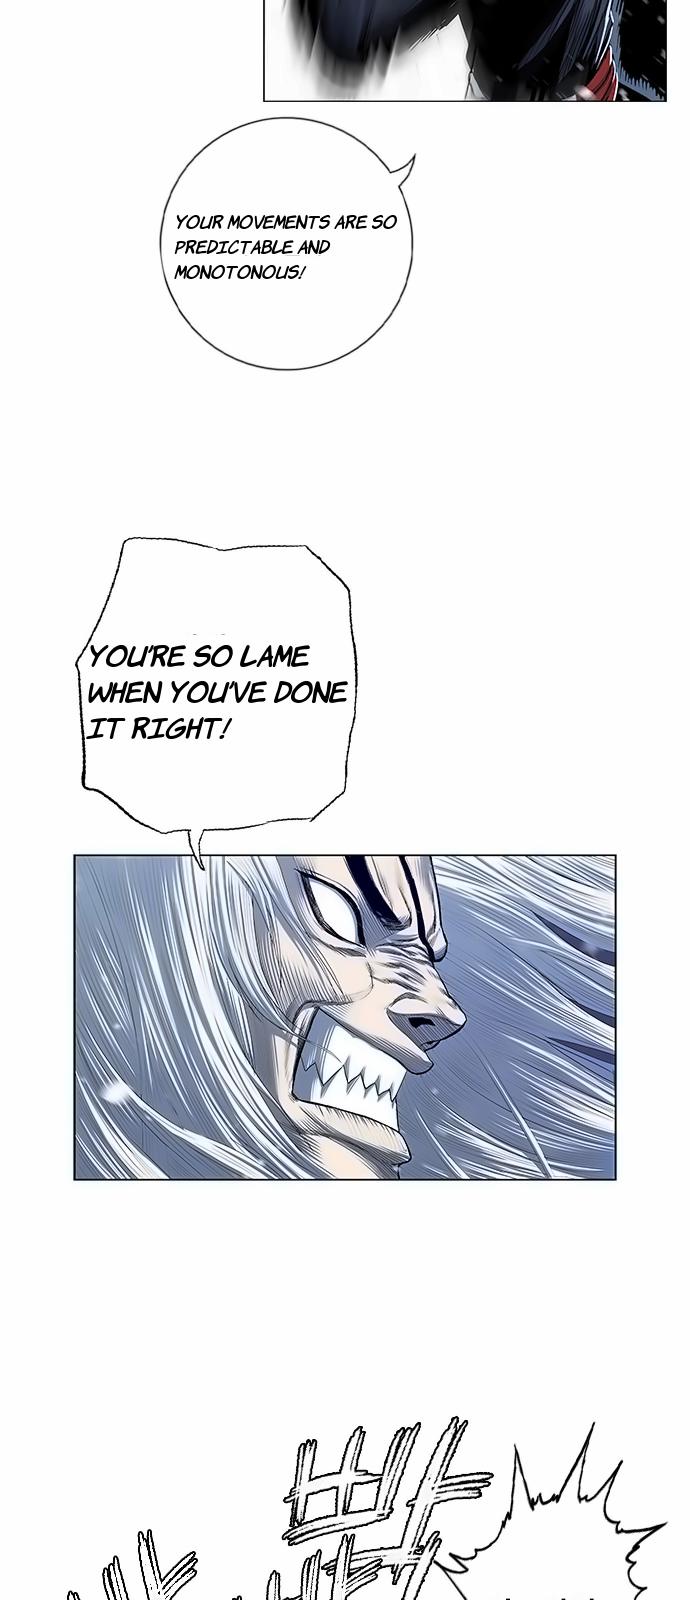 YOUR MOVEMENTS ARE SO
PREDICTABLE AND
MONOTONOUS!
YOU'RE SO LAME
WHEN YOU'VE DONE
IT RIGHT!